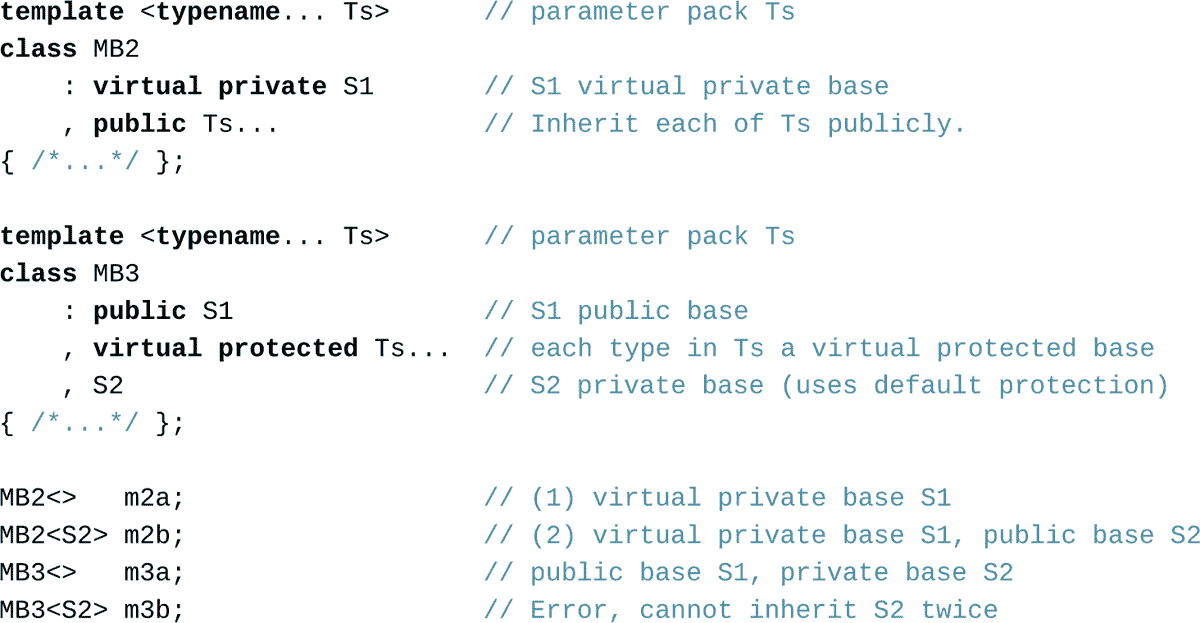 template <typename... Ts>      // parameter pack Ts
class MB2
    : virtual private S1       // S1 virtual private base
    , public Ts...             // Inherit each of Ts publicly.
{ /*...*/ };

template <typename... Ts>      // parameter pack Ts
class MB3
    : public S1                // S1 public base
    , virtual protected Ts...  // each type in Ts a virtual protected base
    , S2                       // S2 private base (uses default protection)
{ /*...*/ };

MB2<>   m2a;                   // (1) virtual private base S1
MB2<S2> m2b;                   // (2) virtual private base S1, public base S2
MB3<>   m3a;                   // public base S1, private base S2
MB3<S2> m3b;                   // Error, cannot inherit S2 twice